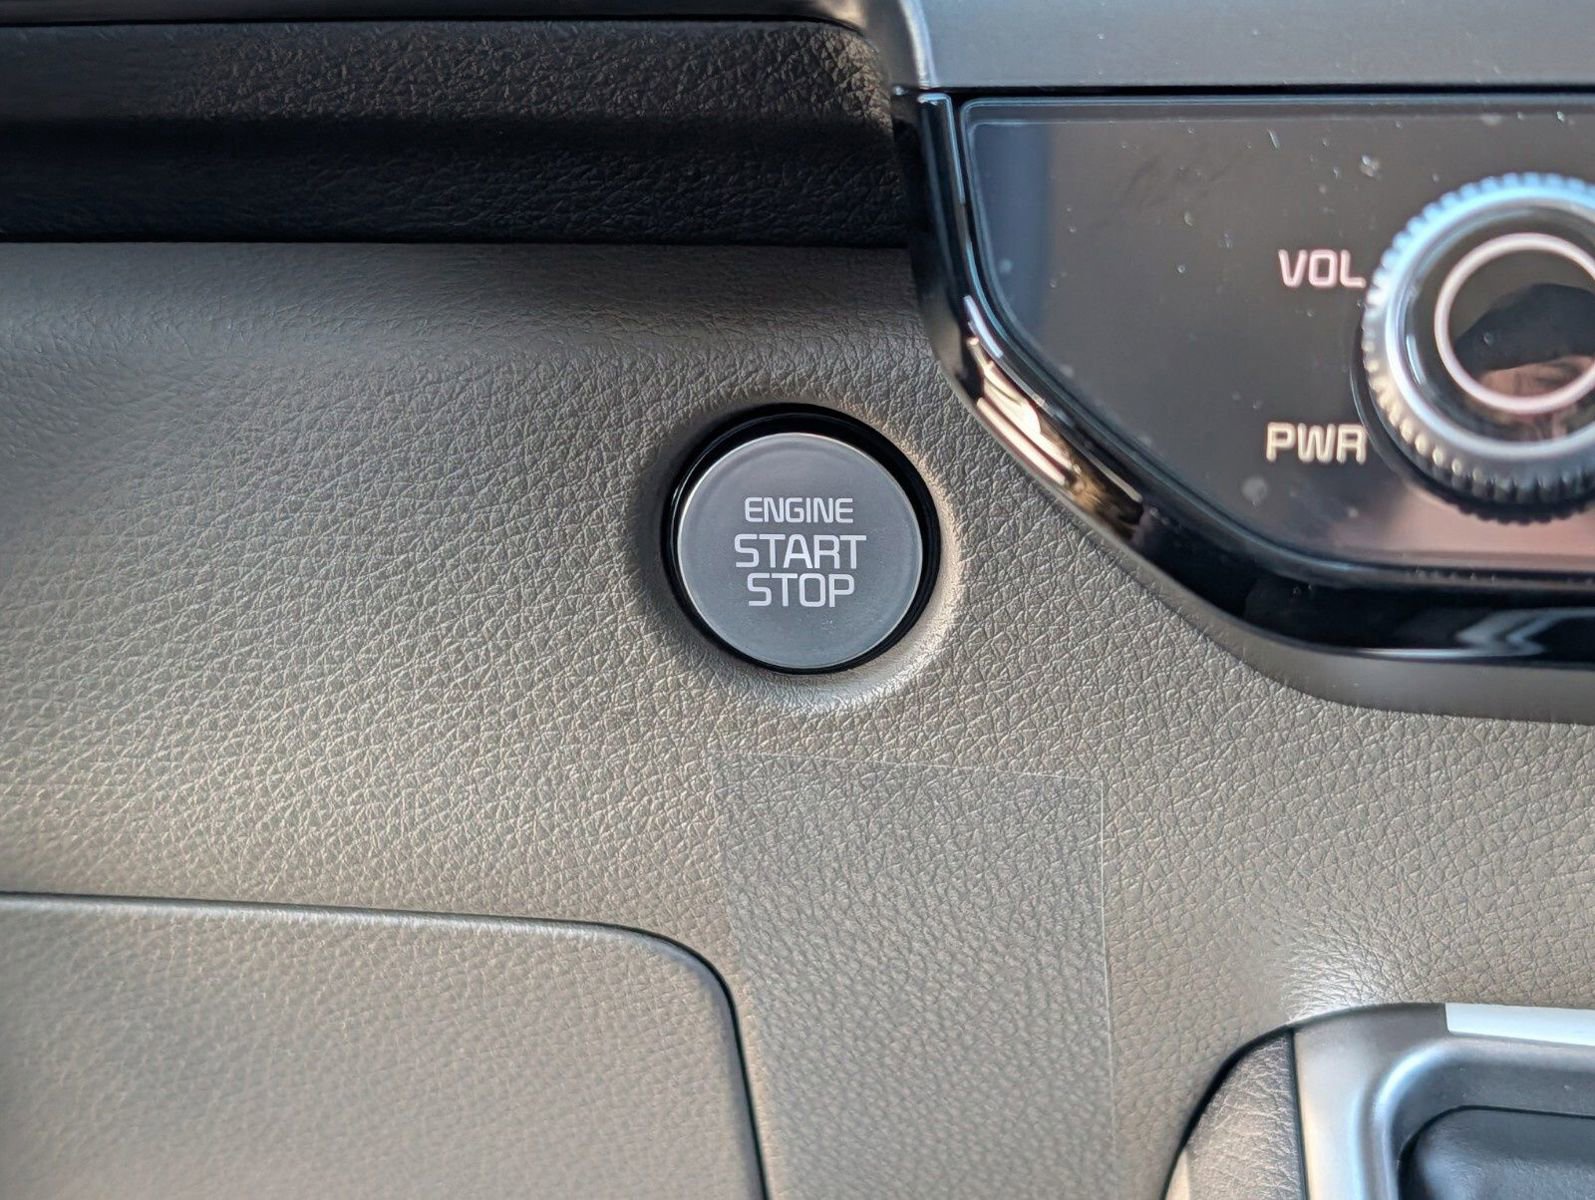 VOL
PWR
ENGINE
START
STOP